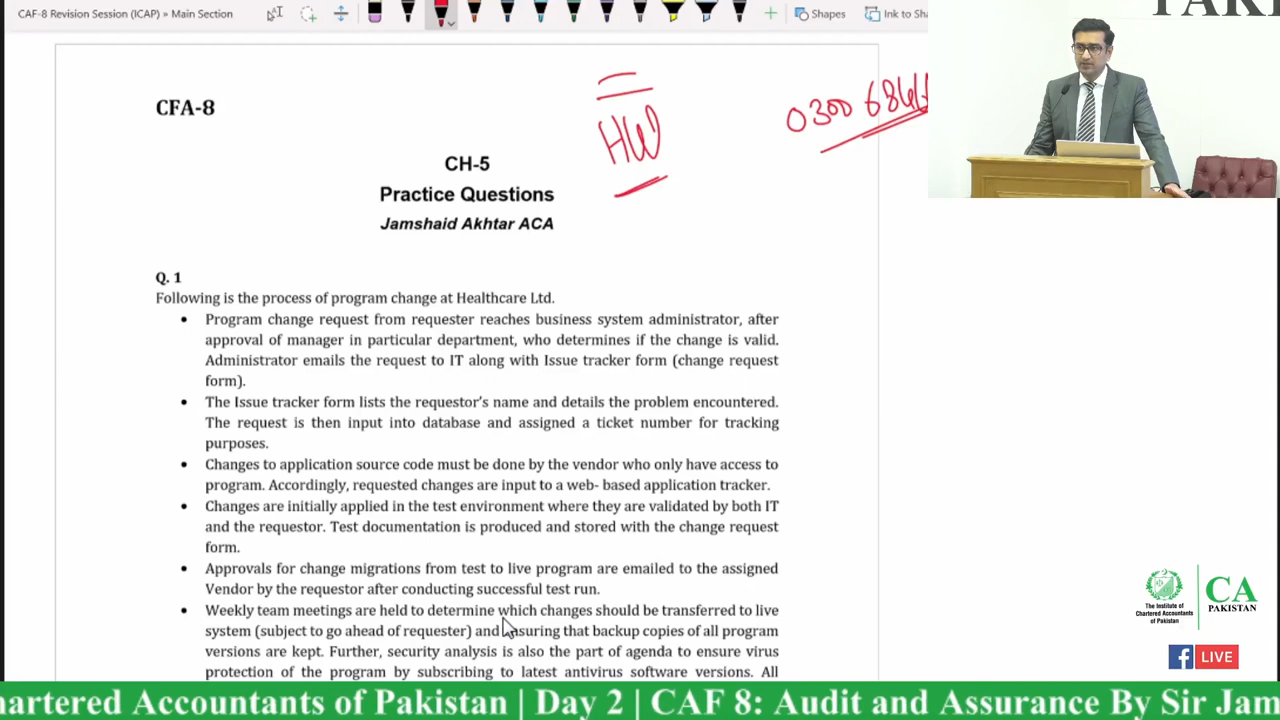 CAF-8 Revision Session (ICAP) » Main Section
Shapes
Ink to Sha
CFA-8
HW
0300 6841
CH-5
Practice Questions
Jamshaid Akhtar ACA
Q. 1
Following is the process of program change at Healthcare Ltd.
• Program change request from requester reaches business system administrator, after
approval of manager in particular department, who determines if the change is valid.
Administrator emails the request to IT along with Issue tracker form (change request
form).
• The Issue tracker form lists the requestor's name and details the problem encountered.
The request is then input into database and assigned a ticket number for tracking
purposes.
• Changes to application source code must be done by the vendor who only have access to
program. Accordingly, requested changes are input to a web- based application tracker.
• Changes are initially applied in the test environment where they are validated by both IT
and the requestor. Test documentation is produced and stored with the change request
form.
• Approvals for change migrations from test to live program are emailed to the assigned
Vendor by the requestor after conducting successful test run.
• Weekly team meetings are held to determine which changes should be transferred to live
system (subject to go ahead of requester) and ensuring that backup copies of all program
versions are kept. Further, security analysis is also the part of agenda to ensure virus
protection of the program by subscribing to latest antivirus software versions. All
The Institute of
Chartered Accountants
of Pakistan
CA
PAKISTAN
f LIVE
hartered Accountants of Pakistan | Day 2 | CAF 8: Audit and Assurance By Sir Jam